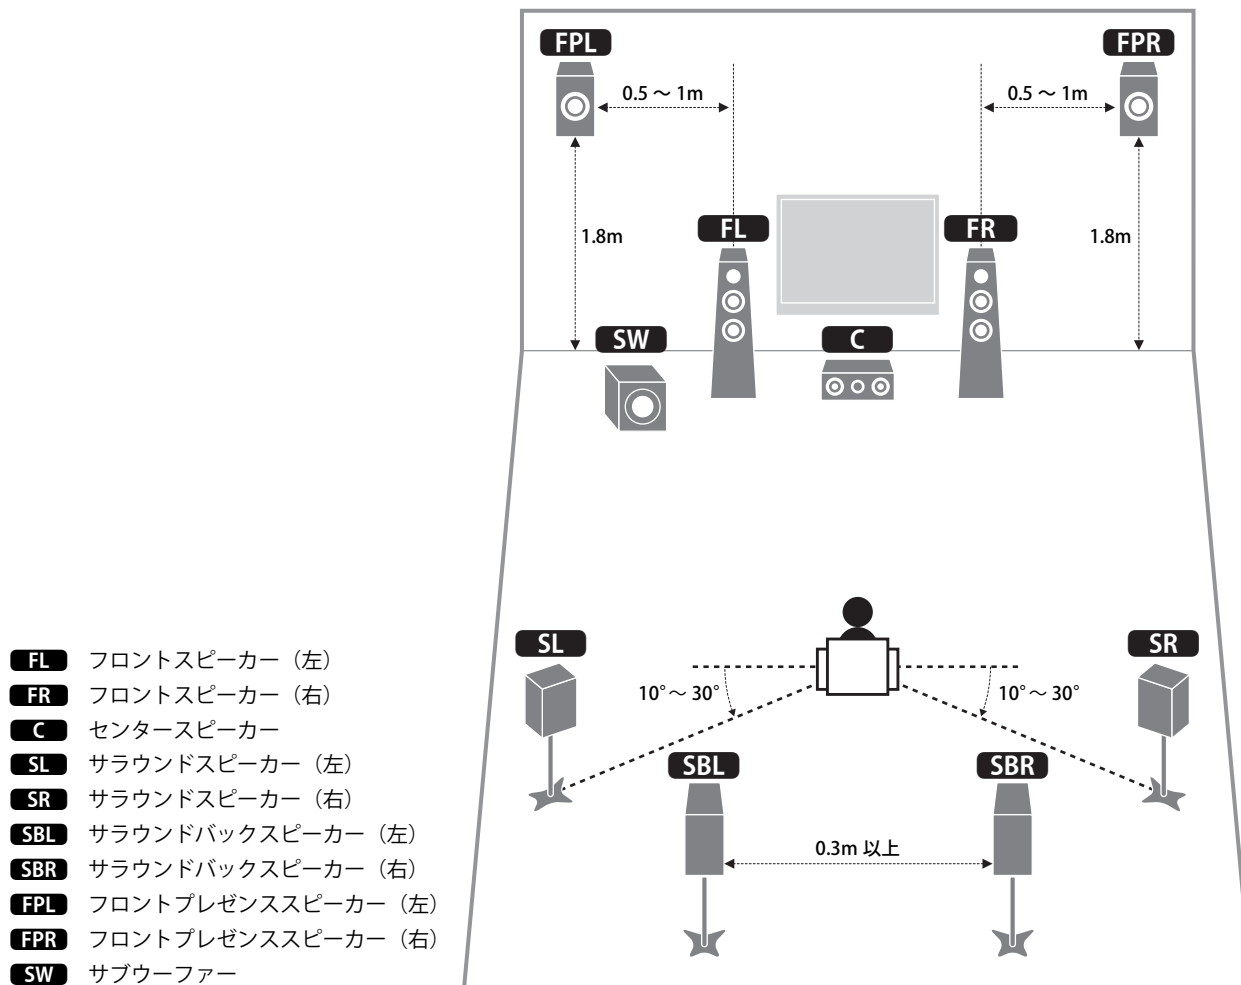 FPL FPR
0.5 ～ 1m 0.5 ～ 1m
FL FR
1.8m 1.8m
SW C
SL SR
10°～ 30° 10°～ 30°
SBL SBR
0.3m 以上
FL フロントスピーカー（左）
FR フロントスピーカー（右）
C センタースピーカー
SL サラウンドスピーカー（左）
SR サラウンドスピーカー（右）
SBL サラウンドバックスピーカー（左）
SBR サラウンドバックスピーカー（右）
FPL フロントプレゼンススピーカー（左）
FPR フロントプレゼンススピーカー（右）
SW サブウーファー